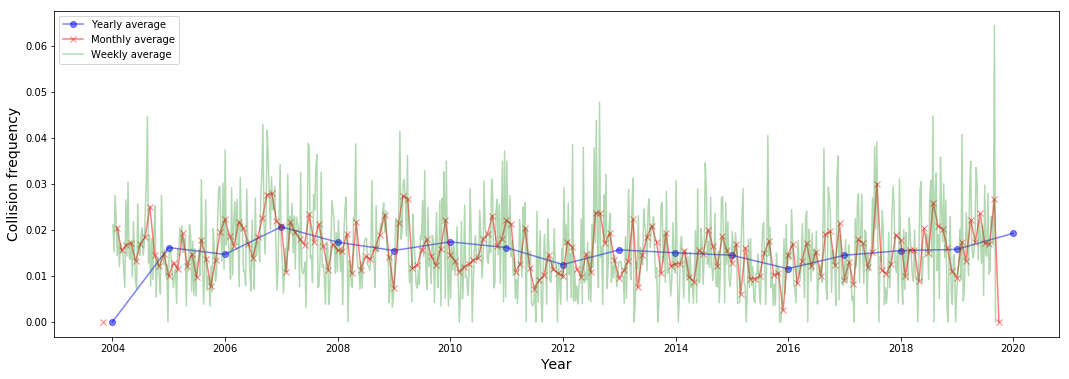 Yearly average
Monthly average
Weekly average
0.06
0.05
0.04
0.03
0.02
0.01
0.00
Collision frequency
2004 2006 2008 2010 2012 2014 2016 2018 2020
Year